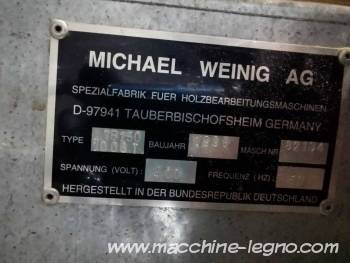 MICHAEL WEINIG AG
SPEZIALFABRIK FUER HOLZBEARBEITUNGSMASCHINEN
D-97941 TAUBERBISCHOFSHEIM GERMANY
TYPE BAUJAHR MASCH NR
SPANNUNG (VOLT) FREQUENZ (HZ)
HERGESTELLT IN DER BUNDESREPUBLIK DEUTSCHLAND
www.macchine-legno.com